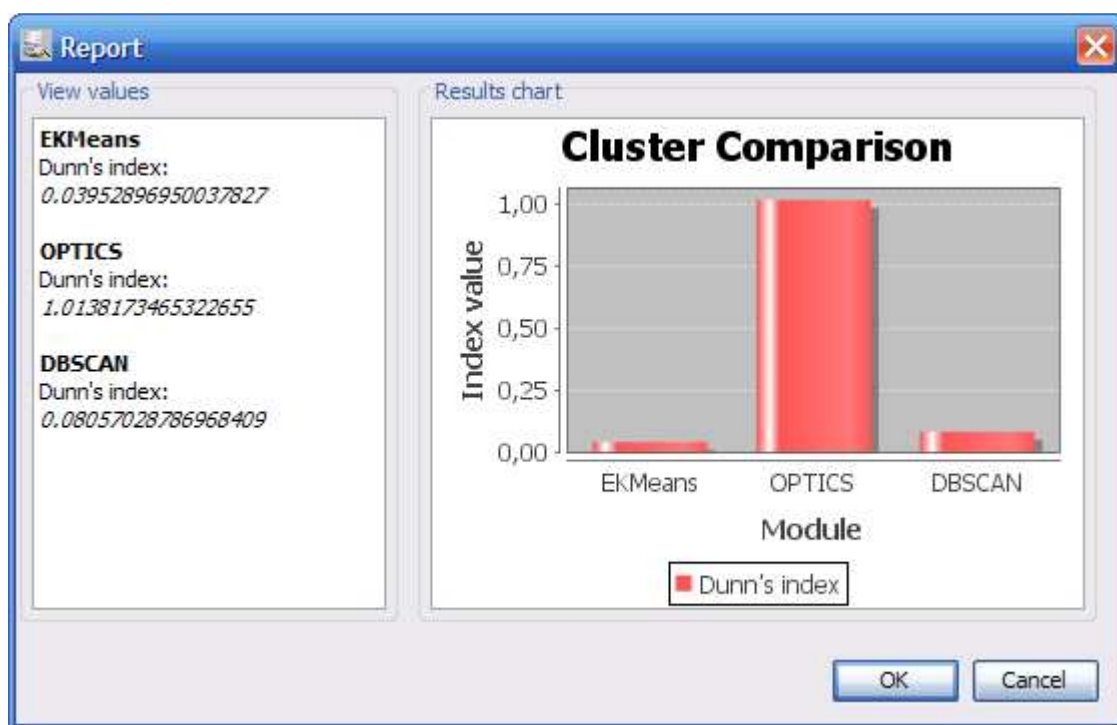 Report
View values
EKMeans
Dunn's index:
0.03952896950037827
OPTICS
Dunn's index:
1.0138173465322655
DBSCAN
Dunn's index:
0.08057028786968409
Results chart
Cluster Comparison
Index value
1,00
0,75
0,50
0,25
0,00
EKMeans OPTICS DBSCAN
Module
Dunn's index
OK Cancel